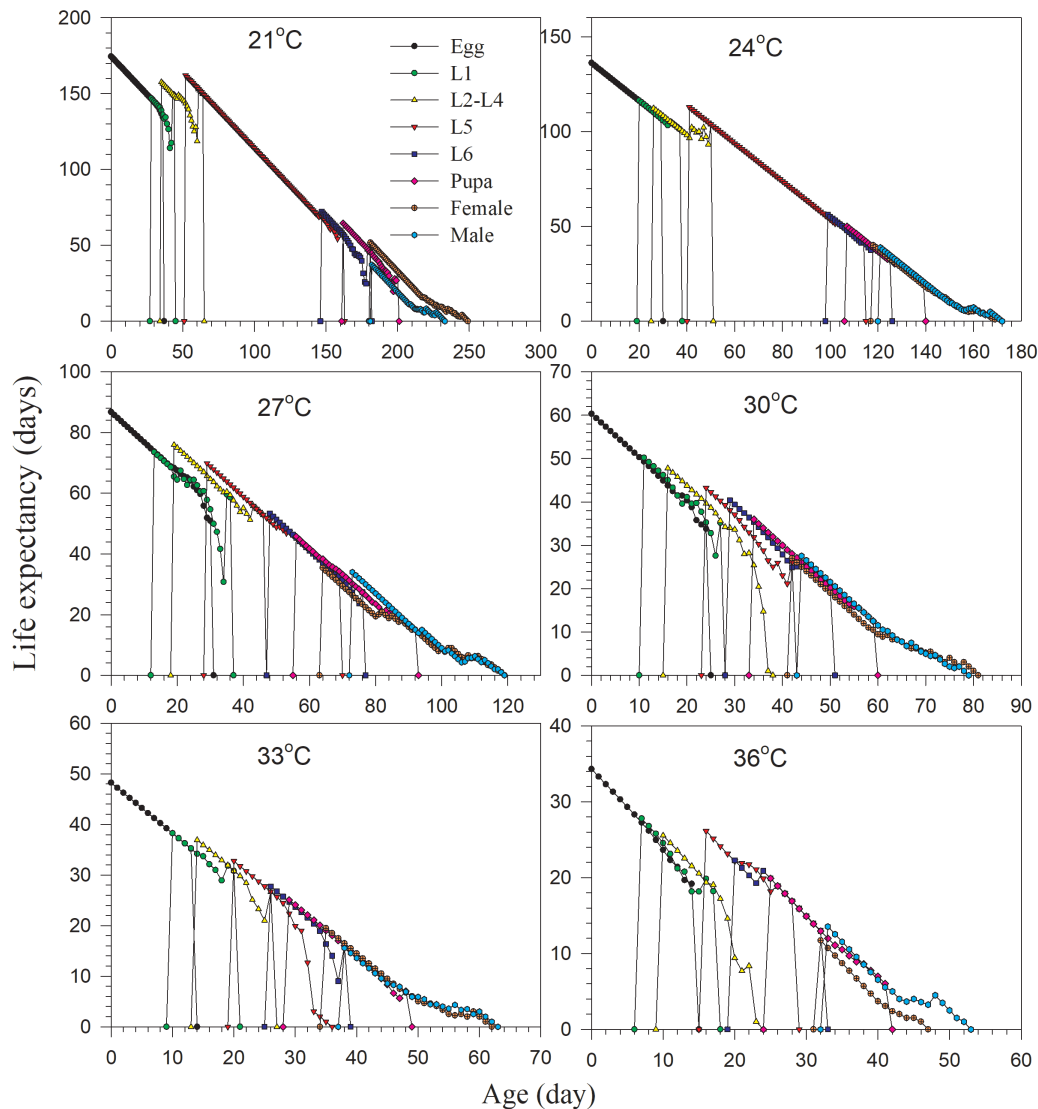 21°C
24°C
Egg
L1
L2-L4
L5
L6
Pupa
Female
Male
200
150
100
50
0
0 50 100 150 200 250 300
150
100
50
0
0 20 40 60 80 100 120 140 160 180
27°C
30°C
100
80
60
40
20
0
0 20 40 60 80 100 120
70
60
50
40
30
20
10
0
0 10 20 30 40 50 60 70 80 90
33°C
36°C
60
50
40
30
20
10
0
0 10 20 30 40 50 60 70
40
30
20
10
0
0 10 20 30 40 50 60
Life expectancy (days)
Age (day)